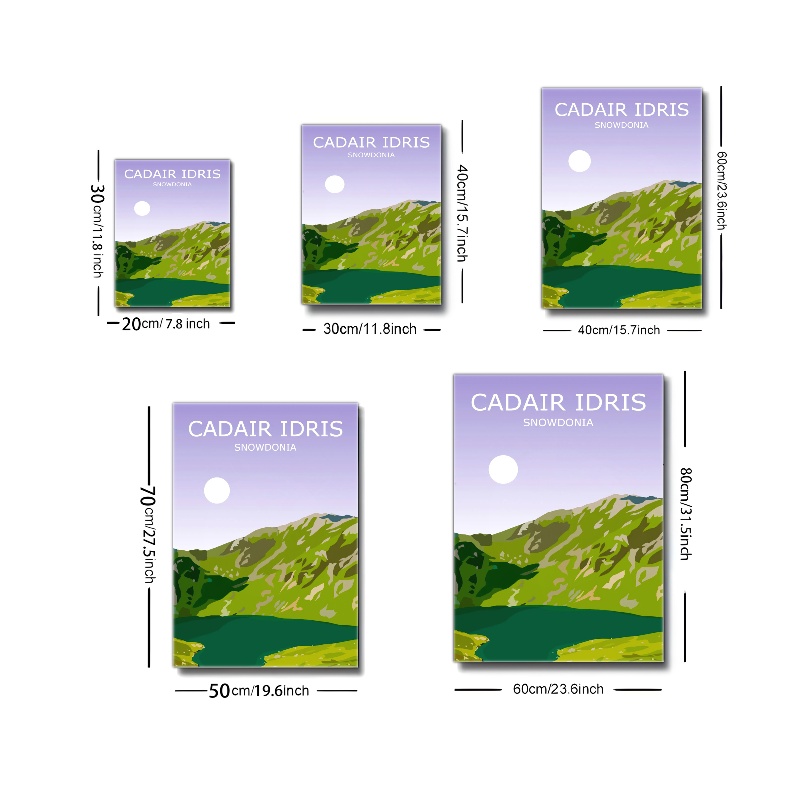 CADAIR IDRIS
SNOWDONIA
30cm/11.8 inch
20cm/7.8 inch
CADAIR IDRIS
SNOWDONIA
40cm/15.7inch
30cm/11.8inch
CADAIR IDRIS
SNOWDONIA
60cm/23.6inch
40cm/15.7inch
CADAIR IDRIS
SNOWDONIA
70cm/27.5inch
50cm/19.6inch
CADAIR IDRIS
SNOWDONIA
80cm/31.5inch
60cm/23.6inch